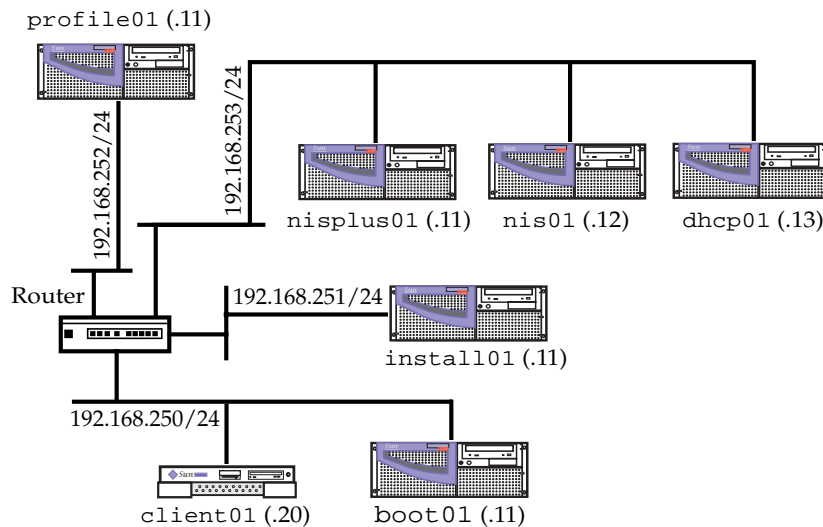 profile01 (.11)
192.168.252/24
192.168.253/24
nisplus01 (.11)
nis01 (.12)
dhcp01 (.13)
Router
192.168.251/24
install01 (.11)
192.168.250/24
Sun
client01 (.20)
boot01 (.11)